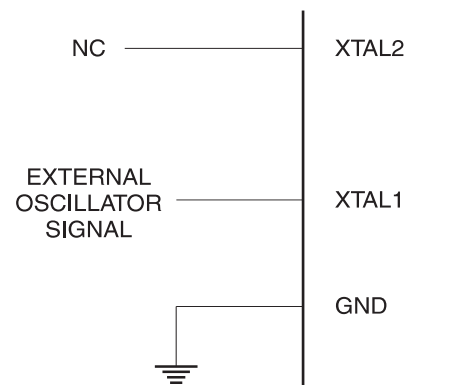 NC
XTAL2
EXTERNAL
OSCILLATOR
SIGNAL
XTAL1
GND